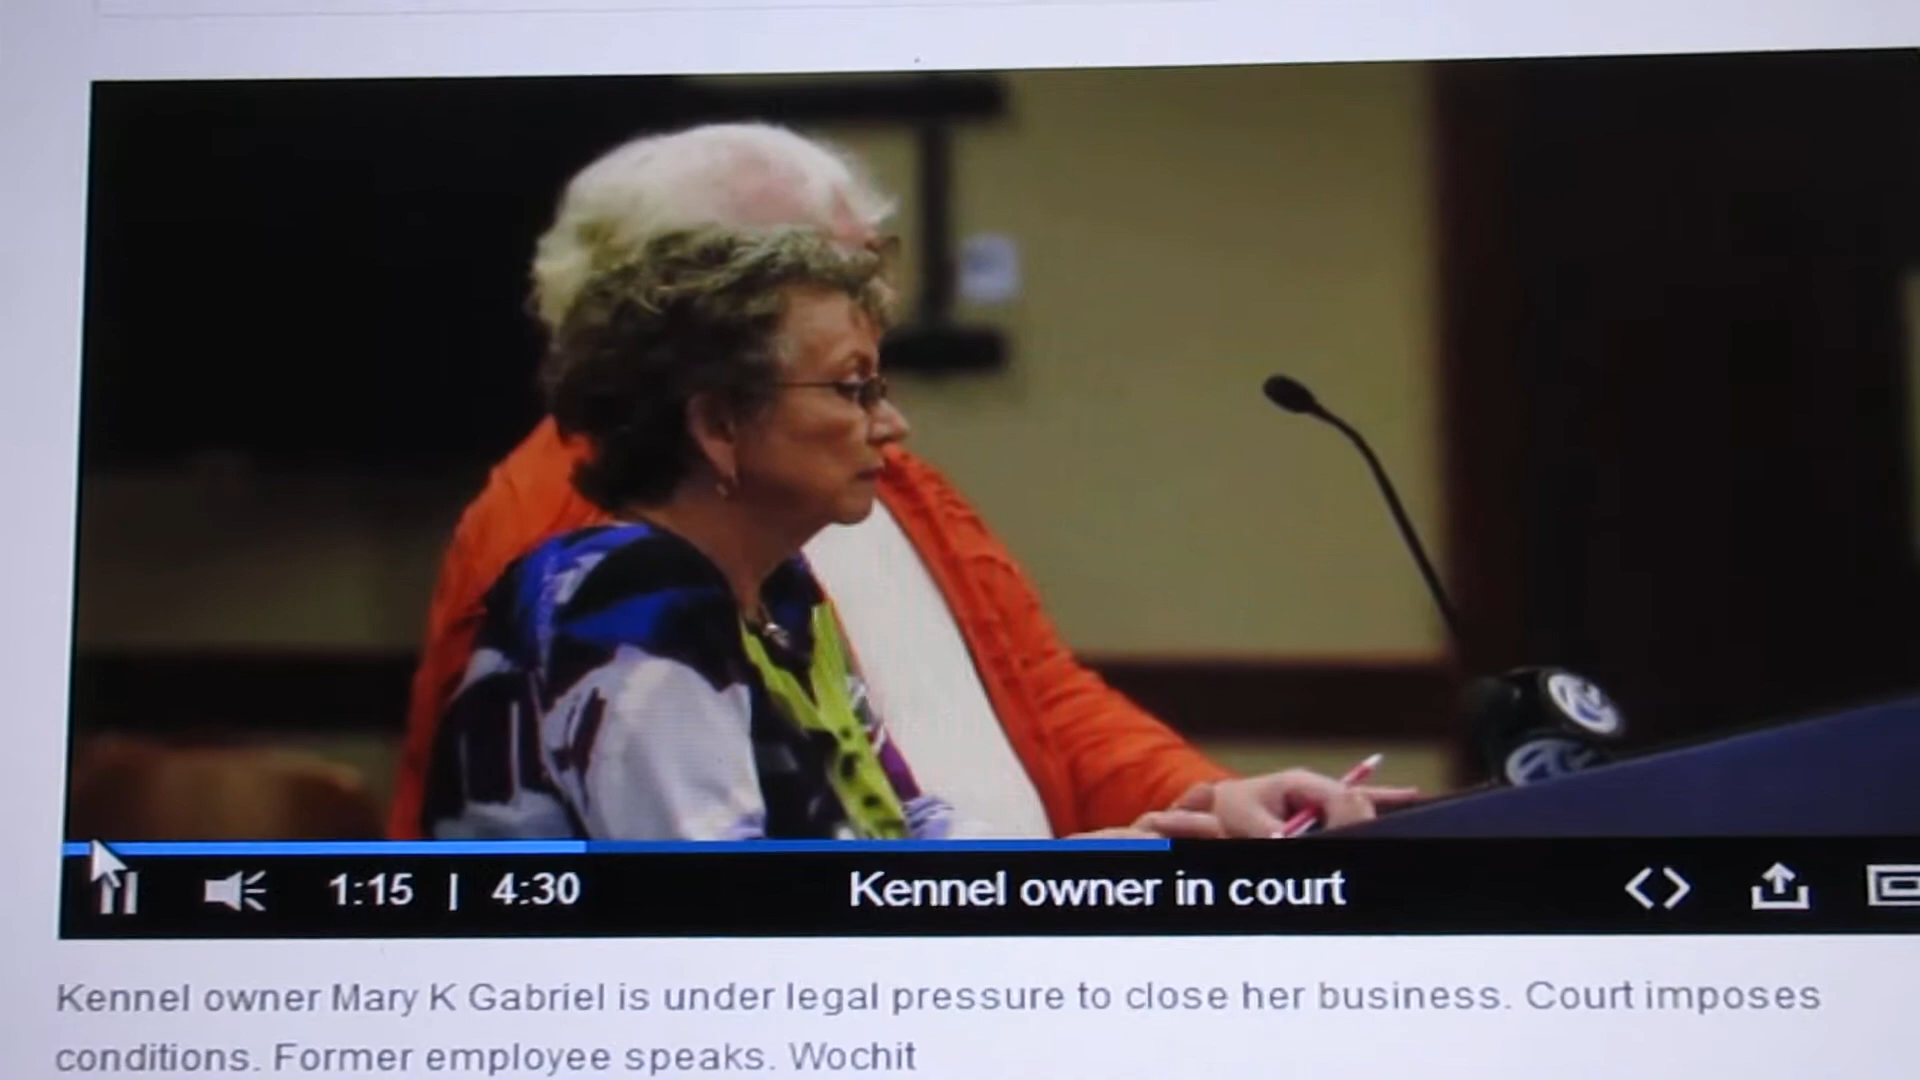 1:15 | 4:30 Kennel owner in court
Kennel owner Mary K Gabriel is under legal pressure to close her business. Court imposes
conditions. Former employee speaks. Wochit